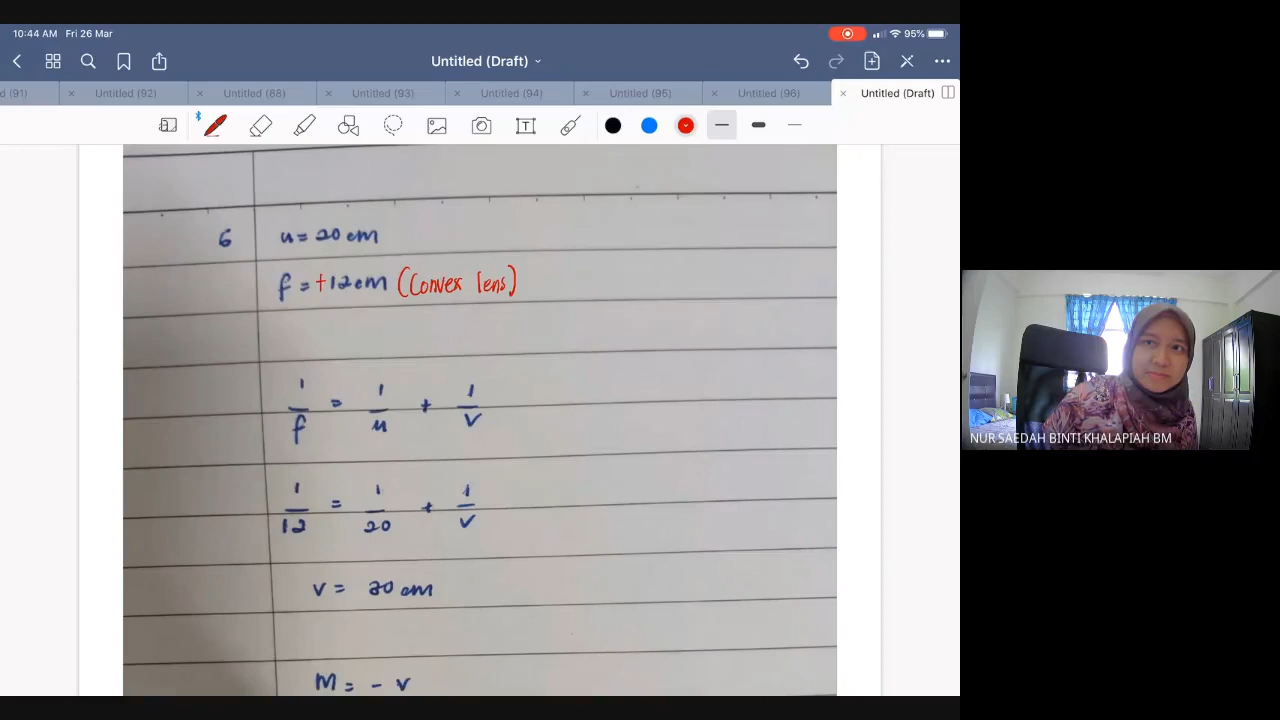 10:44 AM Fri 26 Mar
95%
Untitled (Draft)
d (91)
Untitled (92)
Untitled (88)
Untitled (93)
Untitled (94)
Untitled (95)
Untitled (96)
Untitled (Draft)
T
6 u = 20 cm
f = +12 cm (Convex lens)
1/f = 1/u + 1/v
1/12 = 1/20 + 1/v
v = 30 cm
M = - v
NUR SAEDAH BINTI KHALAPIAH BM